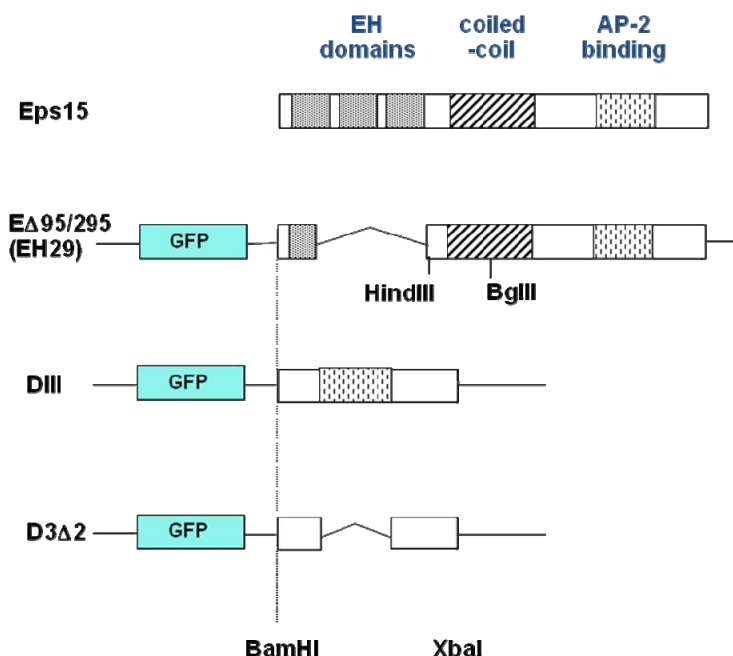 EH
domains
coiled
-coil
AP-2
binding
Eps15
EΔ95/295
(EH29)
GFP
HindIII
BglII
DIII
GFP
D3Δ2
GFP
BamHI
XbaI